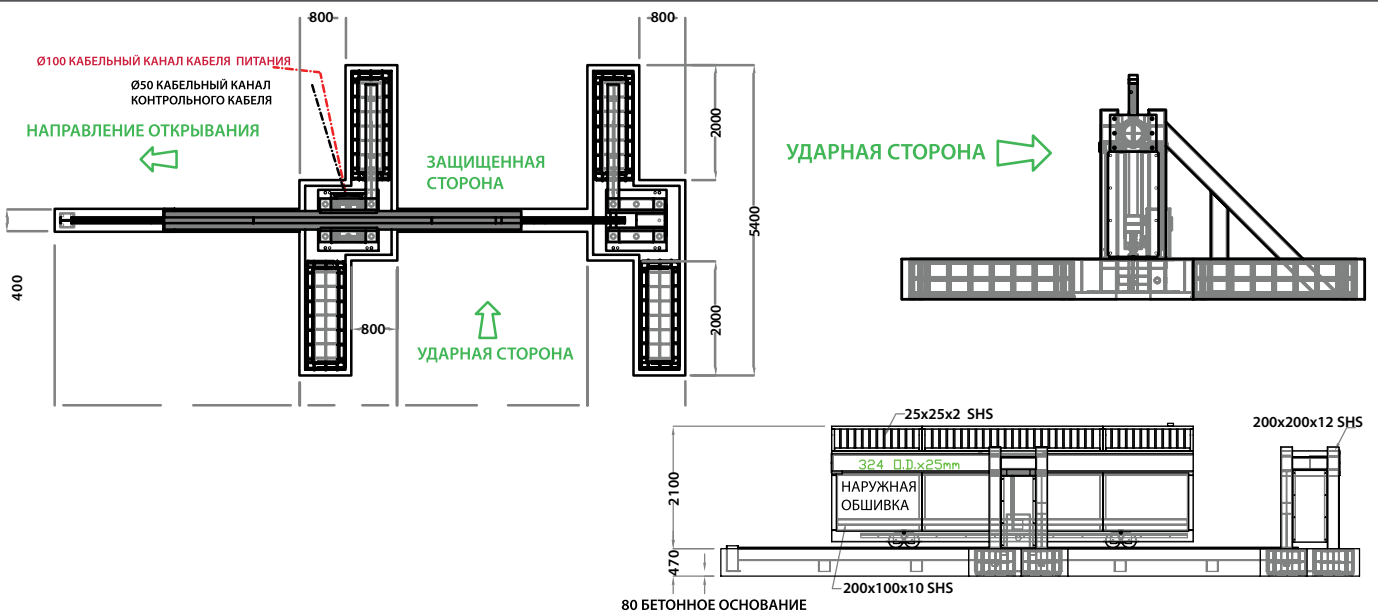 800
800
Ø100 КАБЕЛЬНЫЙ КАНАЛ КАБЕЛЯ ПИТАНИЯ
Ø50 КАБЕЛЬНЫЙ КАНАЛ
КОНТРОЛЬНОГО КАБЕЛЯ
НАПРАВЛЕНИЕ ОТКРЫВАНИЯ
ЗАЩИЩЕННАЯ
СТОРОНА
2000
5400
400
2000
800
УДАРНАЯ СТОРОНА
УДАРНАЯ СТОРОНА
25x25x2 SHS
200x200x12 SHS
324 O.D.x25mm
НАРУЖНАЯ
ОБШИВКА
2100
470
200x100x10 SHS
80 БЕТОННОЕ ОСНОВАНИЕ